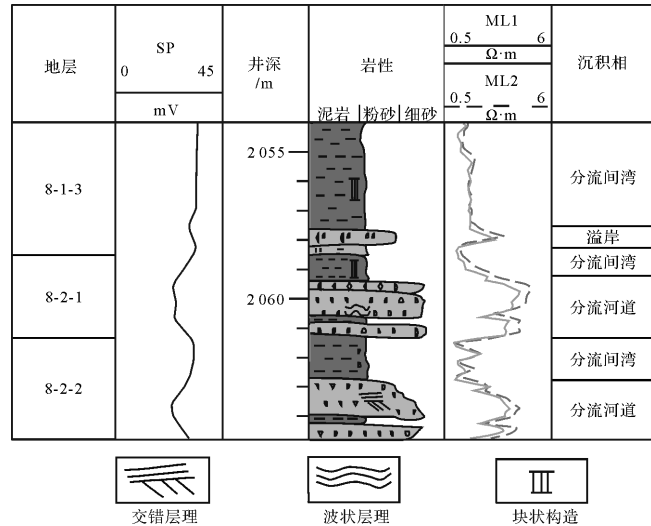 地层
SP
0 45
mV
井深
/m
岩性
泥岩 粉砂 细砂
ML1
0.5 6
Ω·m
ML2
0.5 6
Ω·m
沉积相
8-1-3
8-2-1
8-2-2
2 055
2 060
分流间湾
溢岸
分流间湾
分流河道
分流间湾
分流河道
交错层理
波状层理
块状构造